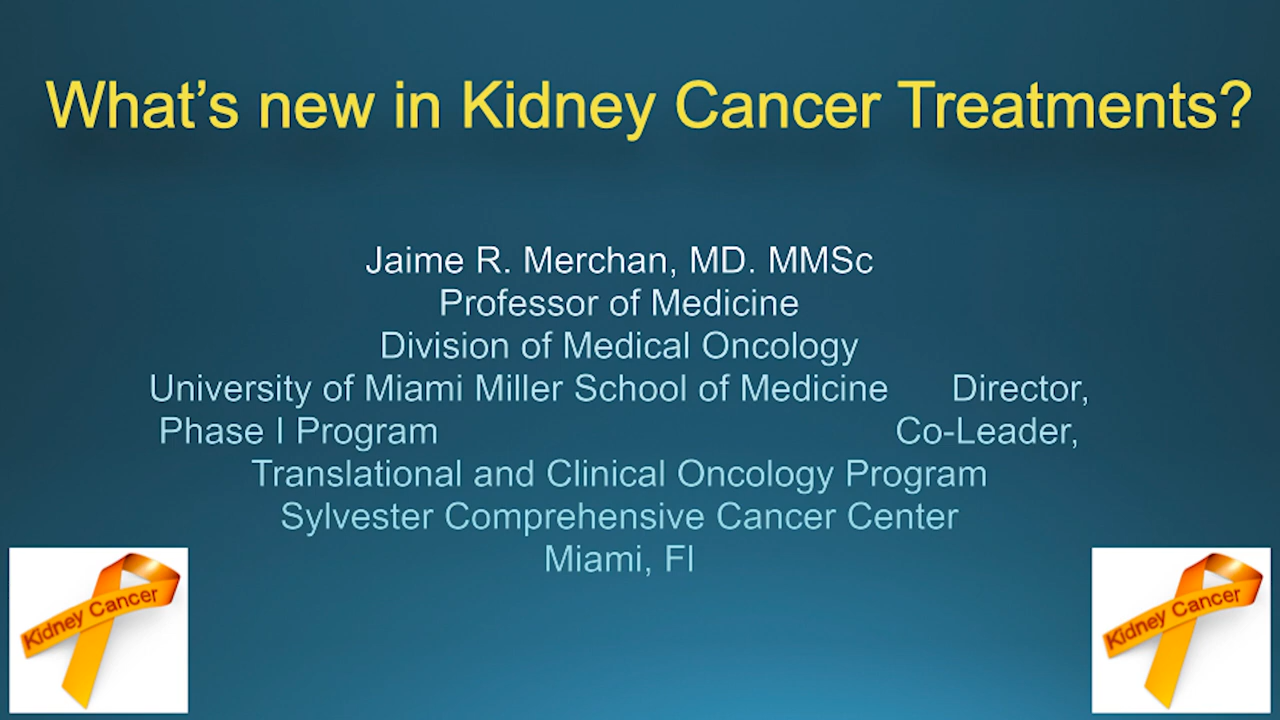 What's new in Kidney Cancer Treatments?
Jaime R. Merchan, MD. MMSc
Professor of Medicine
Division of Medical Oncology
University of Miami Miller School of Medicine Director,
Phase I Program Co-Leader,
Translational and Clinical Oncology Program
Sylvester Comprehensive Cancer Center
Miami, Fl
Kidney Cancer
Kidney Cancer